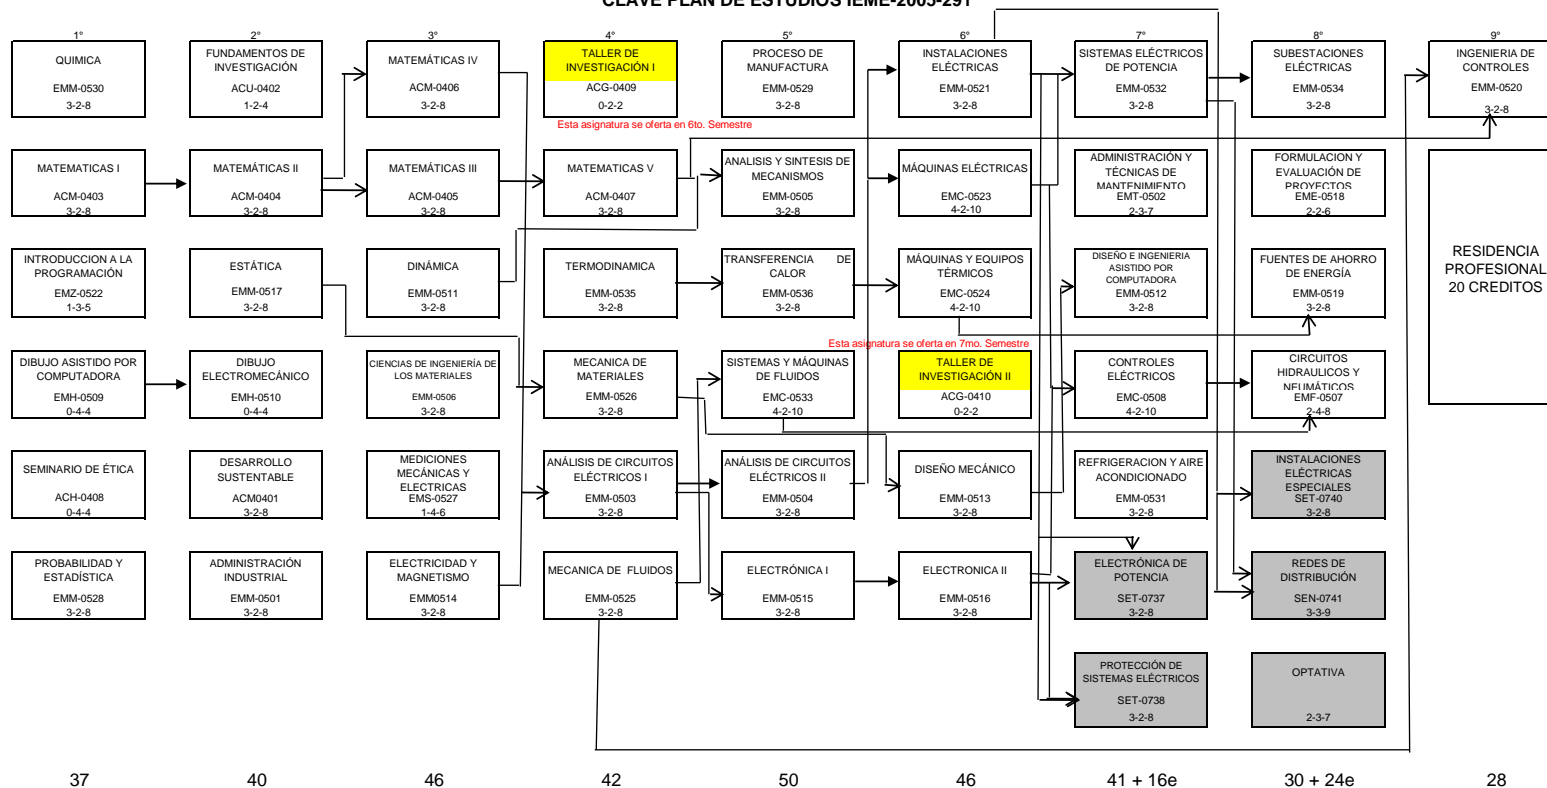 CLAVE PLAN DE ESTUDIOS IEME-2005-291
1°
2°
3°
4°
5°
6°
7°
8°
9°
QUIMICA
EMM-0530
3-2-8
FUNDAMENTOS DE
INVESTIGACIÓN
ACU-0402
1-2-4
MATEMÁTICAS IV
ACM-0406
3-2-8
TALLER DE
INVESTIGACIÓN I
ACG-0409
0-2-2
Esta asignatura se oferta en 6to. Semestre
PROCESO DE
MANUFACTURA
EMM-0529
3-2-8
INSTALACIONES
ELÉCTRICAS
EMM-0521
3-2-8
SISTEMAS ELÉCTRICOS
DE POTENCIA
EMM-0532
3-2-8
SUBESTACIONES
ELÉCTRICAS
EMM-0534
3-2-8
INGENIERIA DE
CONTROLES
EMM-0520
3-2-8
MATEMATICAS I
ACM-0403
3-2-8
MATEMÁTICAS II
ACM-0404
3-2-8
MATEMÁTICAS III
ACM-0405
3-2-8
MATEMATICAS V
ACM-0407
3-2-8
ANALISIS Y SINTESIS DE
MECANISMOS
EMM-0505
3-2-8
MÁQUINAS ELÉCTRICAS
EMC-0523
4-2-10
ADMINISTRACIÓN Y
TÉCNICAS DE
MANTENIMIENTO
EMT-0502
2-3-7
FORMULACION Y
EVALUACIÓN DE
PROYECTOS
EME-0518
2-2-6
RESIDENCIA
PROFESIONAL
20 CREDITOS
INTRODUCCION A LA
PROGRAMACIÓN
EMZ-0522
1-3-5
ESTÁTICA
EMM-0517
3-2-8
DINÁMICA
EMM-0511
3-2-8
TERMODINAMICA
EMM-0535
3-2-8
TRANSFERENCIA DE
CALOR
EMM-0536
3-2-8
MÁQUINAS Y EQUIPOS
TÉRMICOS
EMC-0524
4-2-10
DISEÑO E INGENIERIA
ASISTIDO POR
COMPUTADORA
EMM-0512
3-2-8
FUENTES DE AHORRO
DE ENERGÍA
EMM-0519
3-2-8
DIBUJO ASISTIDO POR
COMPUTADORA
EMH-0509
0-4-4
DIBUJO
ELECTROMECÁNICO
EMH-0510
0-4-4
CIENCIAS DE INGENIERÍA DE
LOS MATERIALES
EMM-0506
3-2-8
MECANICA DE
MATERIALES
EMM-0526
3-2-8
SISTEMAS Y MÁQUINAS
DE FLUIDOS
EMC-0533
4-2-10
Esta asignatura se oferta en 7mo. Semestre
TALLER DE
INVESTIGACIÓN II
ACG-0410
0-2-2
CONTROLES
ELÉCTRICOS
EMC-0508
4-2-10
CIRCUITOS
HIDRAULICOS Y
NEUMÁTICOS
EMF-0507
2-4-8
SEMINARIO DE ÉTICA
ACH-0408
0-4-4
DESARROLLO
SUSTENTABLE
ACM0401
3-2-8
MEDICIONES
MECÁNICAS Y
ELECTRICAS
EMS-0527
1-4-6
ANÁLISIS DE CIRCUITOS
ELÉCTRICOS I
EMM-0503
3-2-8
ANÁLISIS DE CIRCUITOS
ELÉCTRICOS II
EMM-0504
3-2-8
DISEÑO MECÁNICO
EMM-0513
3-2-8
REFRIGERACION Y AIRE
ACONDICIONADO
EMM-0531
3-2-8
INSTALACIONES
ELÉCTRICAS
ESPECIALES
SET-0740
3-2-8
PROBABILIDAD Y
ESTADÍSTICA
EMM-0528
3-2-8
ADMINISTRACIÓN
INDUSTRIAL
EMM-0501
3-2-8
ELECTRICIDAD Y
MAGNETISMO
EMM0514
3-2-8
MECANICA DE FLUIDOS
EMM-0525
3-2-8
ELECTRÓNICA I
EMM-0515
3-2-8
ELECTRONICA II
EMM-0516
3-2-8
ELECTRÓNICA DE
POTENCIA
SET-0737
3-2-8
REDES DE
DISTRIBUCIÓN
SEN-0741
3-3-9
PROTECCIÓN DE
SISTEMAS ELÉCTRICOS
SET-0738
3-2-8
OPTATIVA
2-3-7
37
40
46
42
50
46
41 + 16e
30 + 24e
28